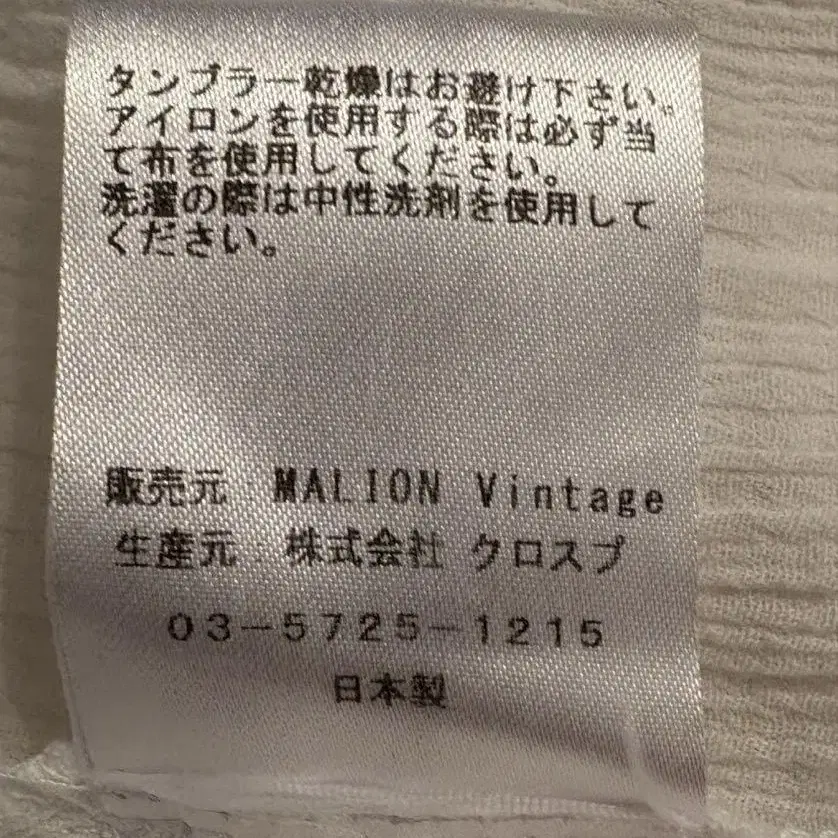 タンブラー乾燥はお避け下さい。
アイロンを使用する際は必ず当
て布を使用してください。
洗濯の際は中性洗剤を使用して
ください。
販売元：MALION Vintage
生産元：株式会社 クロスプ
03-5725-1215
日本製